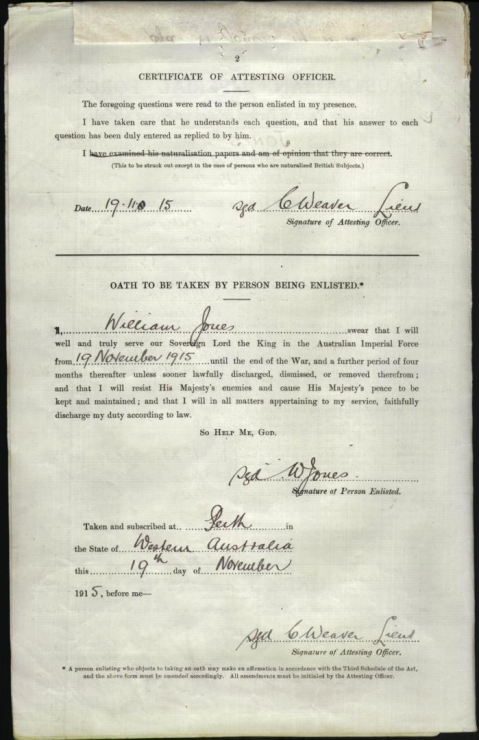 2
CERTIFICATE OF ATTESTING OFFICER.
The foregoing questions were read to the person enlisted in my presence.
I have taken care that he understands each question, and that his answer to each
question has been duly entered as replied to by him.
I have examined his naturalisation papers and am of opinion that they are correct.
(This to be struck out except in the case of persons who are naturalized British Subjects.)
Date 19. 11 15 sgd C Weaver Lieut
Signature of Attesting Officer.
OATH TO BE TAKEN BY PERSON BEING ENLISTED.*
I, William Jones swear that I will
well and truly serve our Sovereign Lord the King in the Australian Imperial Force
from 19 November 1915 until the end of the War, and a further period of four
months thereafter unless sooner lawfully discharged, dismissed, or removed therefrom;
and that I will resist His Majesty's enemies and cause His Majesty's peace to be
kept and maintained; and that I will in all matters appertaining to my service, faithfully
discharge my duty according to law.
SO HELP ME, GOD.
sgd W Jones.
Signature of Person Enlisted.
Taken and subscribed at Perth in
the State of Western Australia
this 19th day of November
1915, before me—
sgd C Weaver Lieut
Signature of Attesting Officer.
* A person enlisting who objects to taking an oath may make an affirmation in accordance with the Third Schedule of the Act,
and the above form must be amended accordingly. All amendments must be initialed by the Attesting Officer.